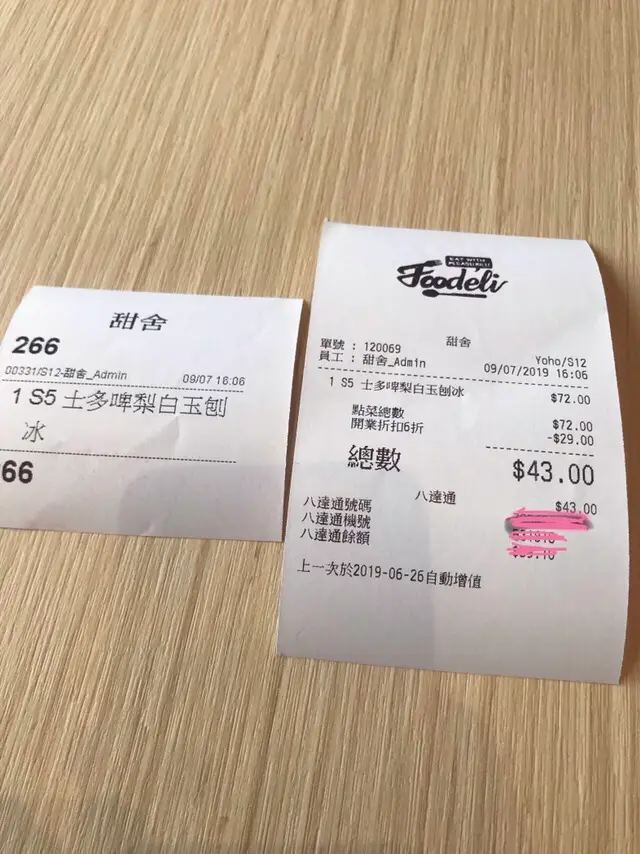 甜舍
266
00331/S12-甜舍_Admin 09/07 16:06
1 S5 士多啤梨白玉刨
冰
66
EAT WITH
PLEASURE!!
Foodeli
甜舍
單號 : 120069 Yoho/S12
員工 : 甜舍_Admin 09/07/2019 16:06
1 S5 士多啤梨白玉刨冰 $72.00
點菜總數 $72.00
開業折扣6折 -$29.00
總數 $43.00
八達通 $43.00
八達通號碼
八達通機號
八達通餘額
上一次於2019-06-26自動增值